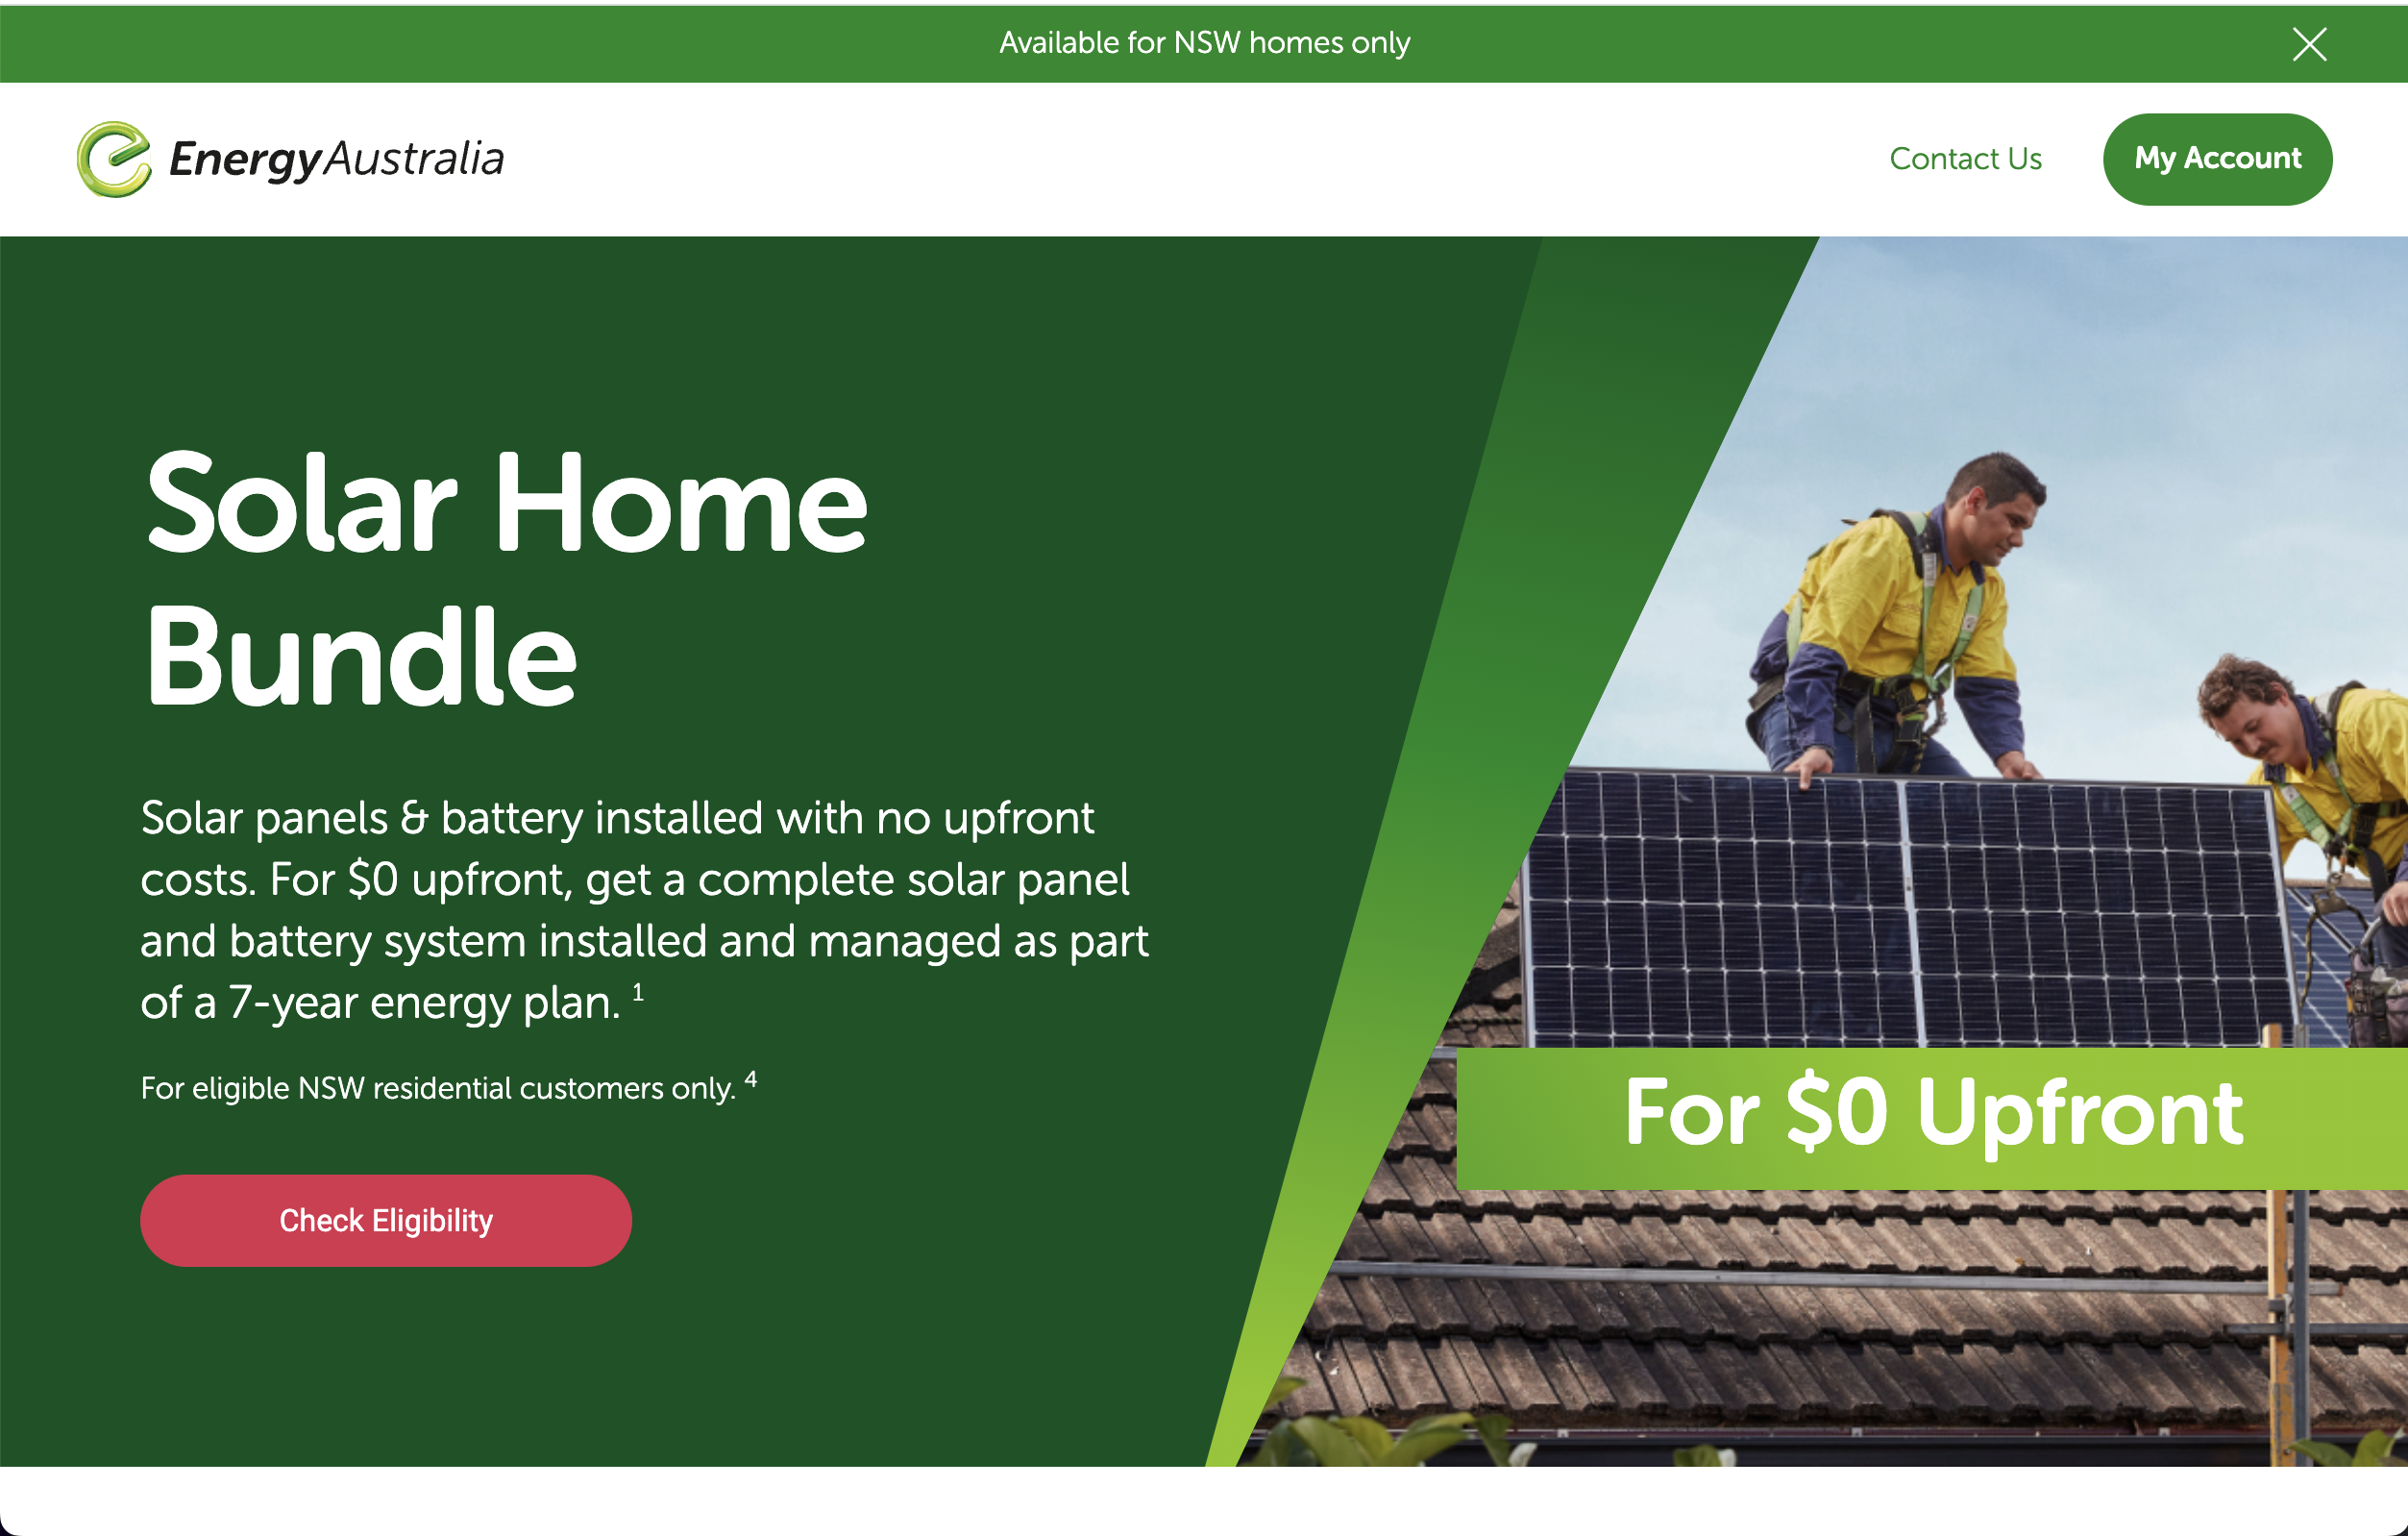 Available for NSW homes only
EnergyAustralia
Contact Us
My Account
Solar Home
Bundle
Solar panels & battery installed with no upfront
costs. For $0 upfront, get a complete solar panel
and battery system installed and managed as part
of a 7-year energy plan. 1
For eligible NSW residential customers only. 4
Check Eligibility
For $0 Upfront